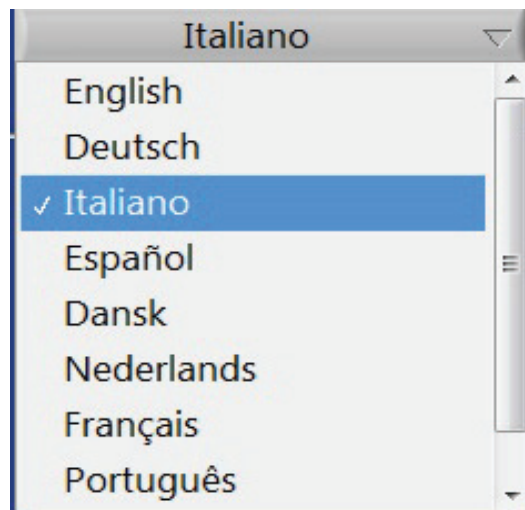 Italiano
English
Deutsch
Italiano
Español
Dansk
Nederlands
Français
Português